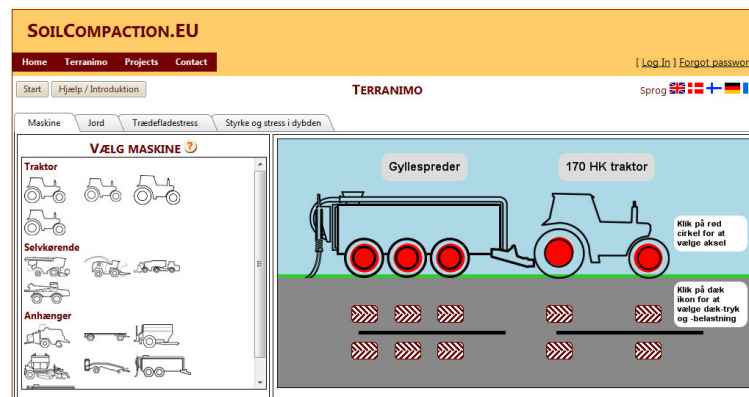 SOILCOMPACTION.EU
Home Terranimo Projects Contact
[ Log In ] Forgot passwor
Start Hjælp / Introduktion
TERRANIMO
Sprog
Maskine Jord Trædefladestress Styrke og stress i dybden
VÆLG MASKINE ?
Traktor
Selvkørende
Anhænger
Gyllespreder
170 HK traktor
Klik på rød
cirkel for at
vælge aksel
Klik på dæk
ikon for at
vælge dæk-tryk
og -belastning